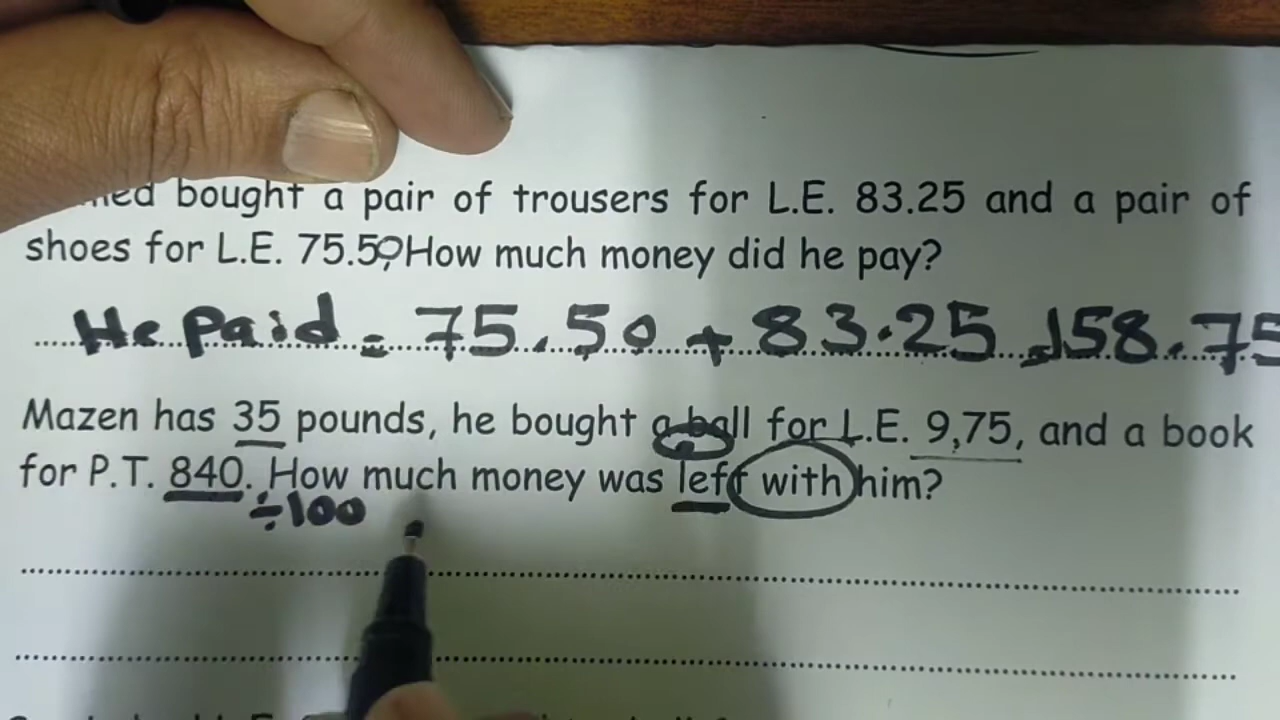 bought a pair of trousers for L.E. 83.25 and a pair of
shoes for L.E. 75.50, How much money did he pay?
He paid = 75.50 + 83.25 = 158.75
Mazen has 35 pounds, he bought a ball for L.E. 9,75, and a book
for P.T. 840. How much money was left with him?
÷100